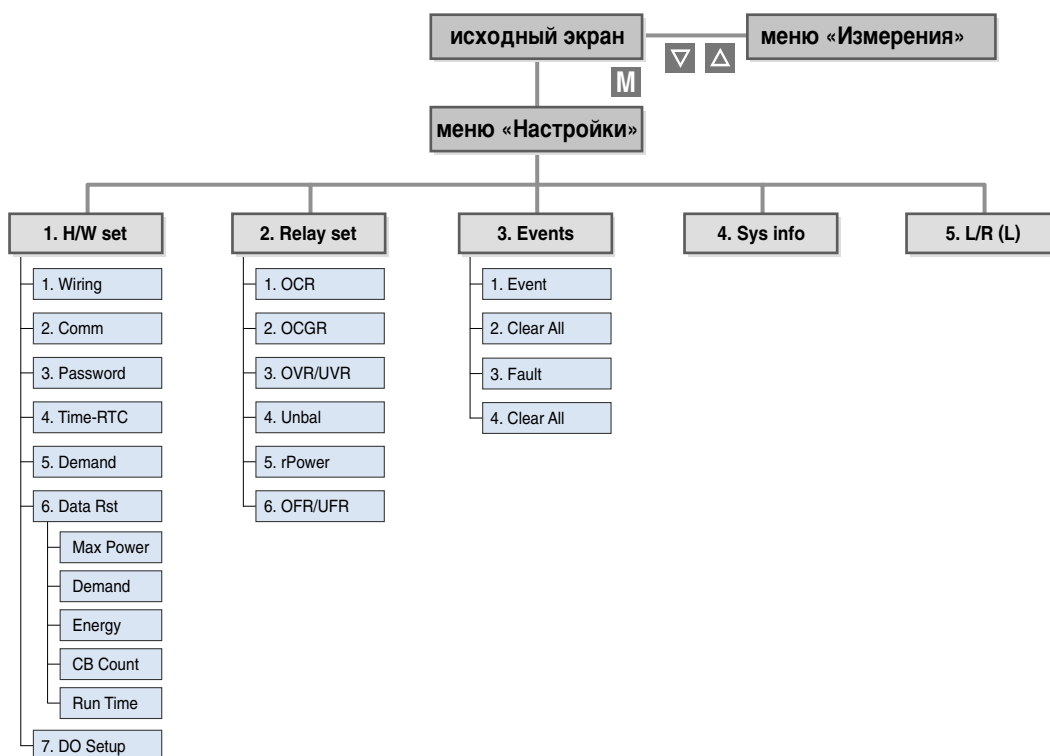 исходный экран
меню «Измерения»
M
меню «Настройки»
1. H/W set
2. Relay set
3. Events
4. Sys info
5. L/R (L)
1. Wiring
2. Comm
3. Password
4. Time-RTC
5. Demand
6. Data Rst
Max Power
Demand
Energy
CB Count
Run Time
7. DO Setup
1. OCR
2. OCGR
3. OVR/UVR
4. Unbal
5. rPower
6. OFR/UFR
1. Event
2. Clear All
3. Fault
4. Clear All